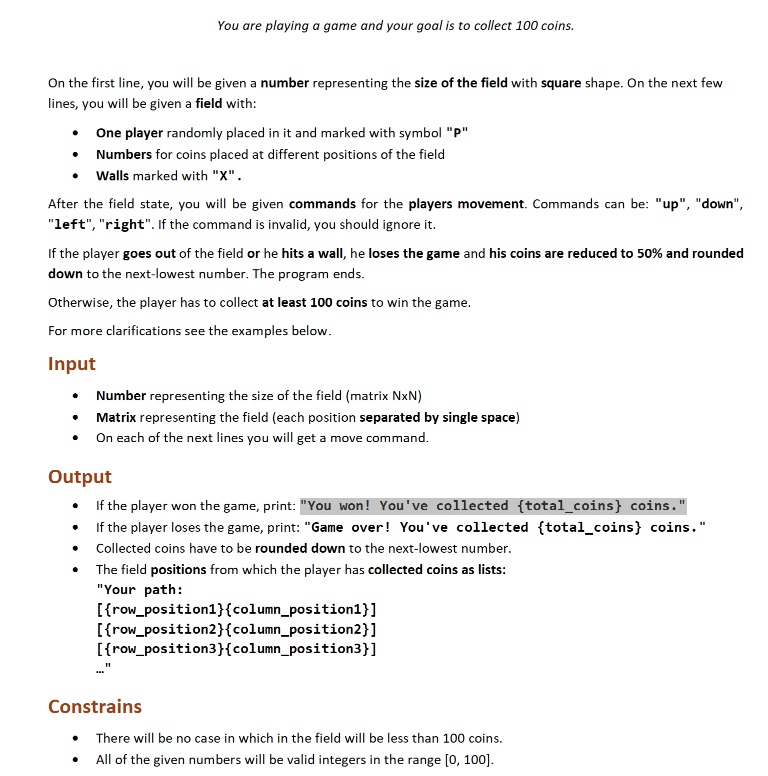 You are playing a game and your goal is to collect 100 coins.
On the first line, you will be given a number representing the size of the field with square shape. On the next few
lines, you will be given a field with:
• One player randomly placed in it and marked with symbol "P"
• Numbers for coins placed at different positions of the field
• Walls marked with "X".
After the field state, you will be given commands for the players movement. Commands can be: "up", "down",
"left", "right". If the command is invalid, you should ignore it.
If the player goes out of the field or he hits a wall, he loses the game and his coins are reduced to 50% and rounded
down to the next-lowest number. The program ends.
Otherwise, the player has to collect at least 100 coins to win the game.
For more clarifications see the examples below.
Input
• Number representing the size of the field (matrix NxN)
• Matrix representing the field (each position separated by single space)
• On each of the next lines you will get a move command.
Output
• If the player won the game, print: "You won! You've collected {total_coins} coins."
• If the player loses the game, print: "Game over! You've collected {total_coins} coins."
• Collected coins have to be rounded down to the next-lowest number.
• The field positions from which the player has collected coins as lists:
"Your path:
[{row_position1}{column_position1}]
[{row_position2}{column_position2}]
[{row_position3}{column_position3}]
…"
Constrains
• There will be no case in which in the field will be less than 100 coins.
• All of the given numbers will be valid integers in the range [0, 100].